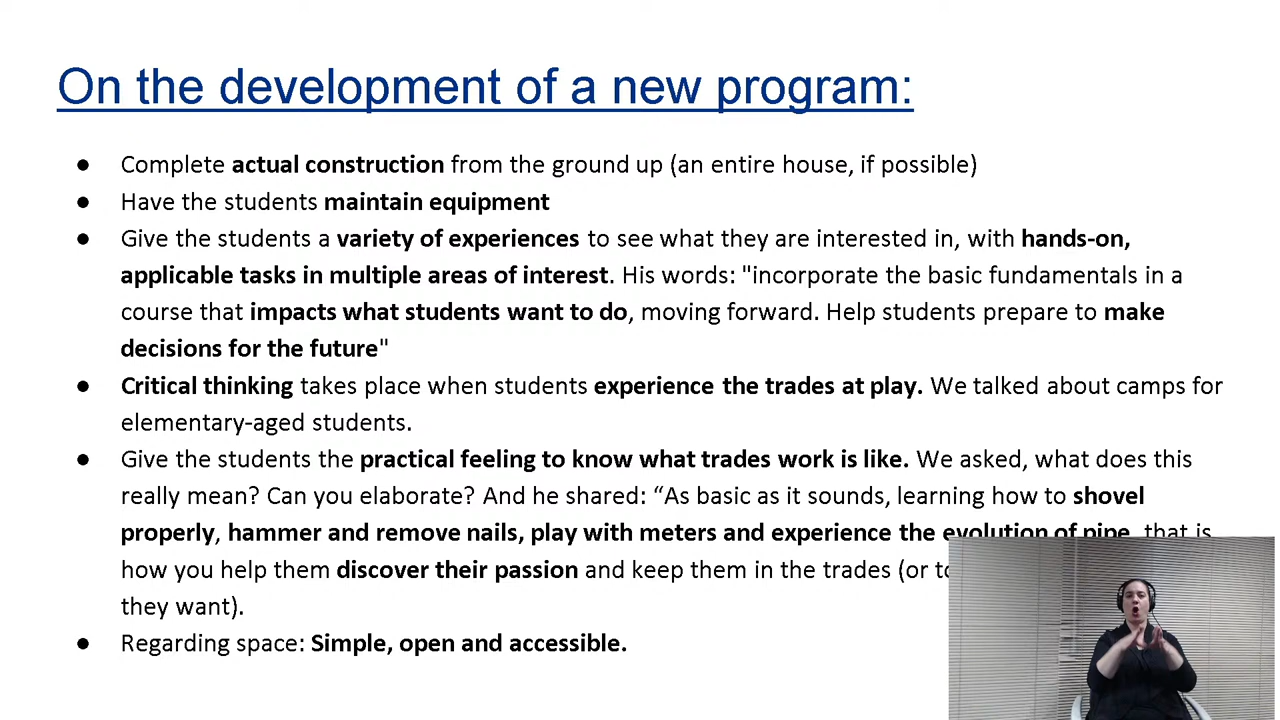 On the development of a new program:
● Complete actual construction from the ground up (an entire house, if possible)
● Have the students maintain equipment
● Give the students a variety of experiences to see what they are interested in, with hands-on,
applicable tasks in multiple areas of interest. His words: "incorporate the basic fundamentals in a
course that impacts what students want to do, moving forward. Help students prepare to make
decisions for the future"
● Critical thinking takes place when students experience the trades at play. We talked about camps for
elementary-aged students.
● Give the students the practical feeling to know what trades work is like. We asked, what does this
really mean? Can you elaborate? And he shared: “As basic as it sounds, learning how to shovel
properly, hammer and remove nails, play with meters and experience the evolution of pipe, that is
how you help them discover their passion and keep them in the trades (or
they want).
● Regarding space: Simple, open and accessible.